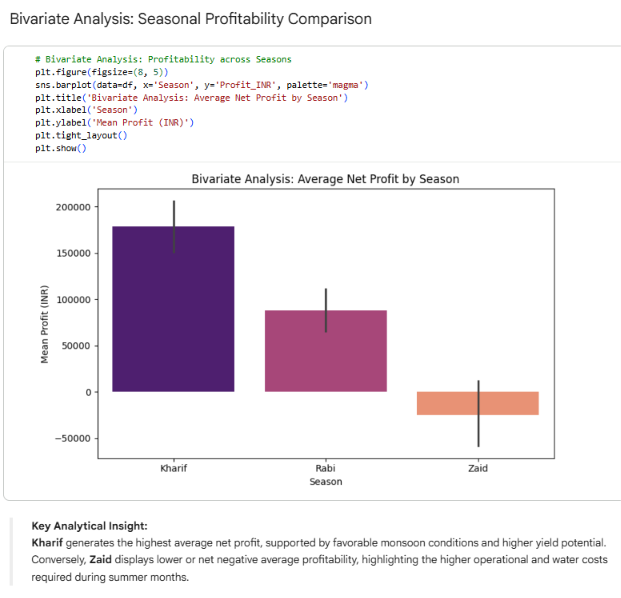 Bivariate Analysis: Seasonal Profitability Comparison
# Bivariate Analysis: Profitability across Seasons
plt.figure(figsize=(8, 5))
sns.barplot(data=df, x='Season', y='Profit_INR', palette='magma')
plt.title('Bivariate Analysis: Average Net Profit by Season')
plt.xlabel('Season')
plt.ylabel('Mean Profit (INR)')
plt.tight_layout()
plt.show()
Bivariate Analysis: Average Net Profit by Season
Mean Profit (INR)
200000
150000
100000
50000
0
−50000
Kharif Rabi Zaid
Season
Key Analytical Insight:
Kharif generates the highest average net profit, supported by favorable monsoon conditions and higher yield potential.
Conversely, Zaid displays lower or net negative average profitability, highlighting the higher operational and water costs
required during summer months.